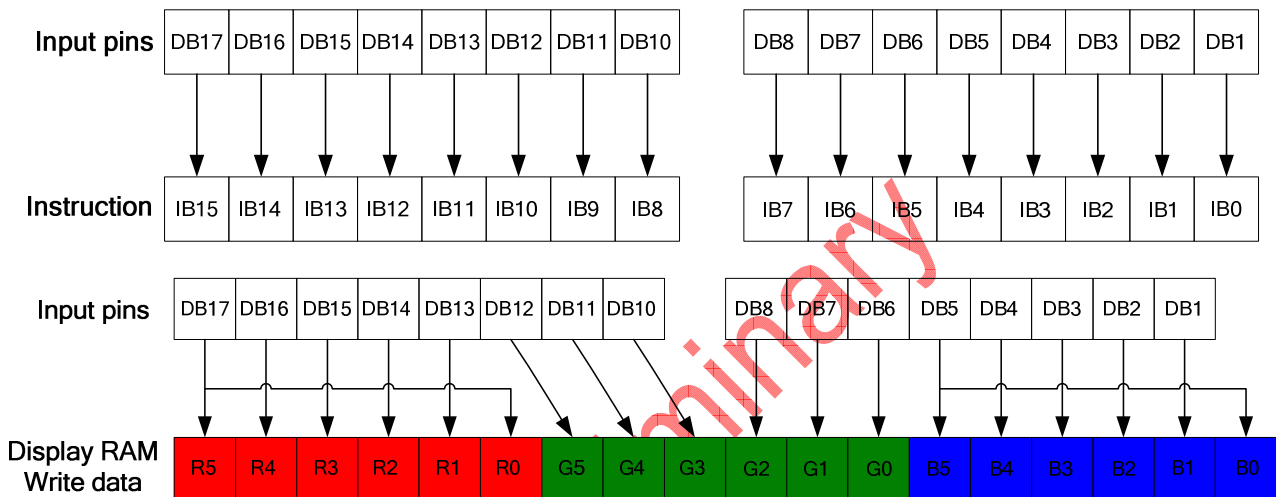 Input pins DB17 DB16 DB15 DB14 DB13 DB12 DB11 DB10 DB8 DB7 DB6 DB5 DB4 DB3 DB2 DB1
Instruction IB15 IB14 IB13 IB12 IB11 IB10 IB9 IB8 IB7 IB6 IB5 IB4 IB3 IB2 IB1 IB0
Input pins DB17 DB16 DB15 DB14 DB13 DB12 DB11 DB10 DB8 DB7 DB6 DB5 DB4 DB3 DB2 DB1
Display RAM
Write data R5 R4 R3 R2 R1 R0 G5 G4 G3 G2 G1 G0 B5 B4 B3 B2 B1 B0